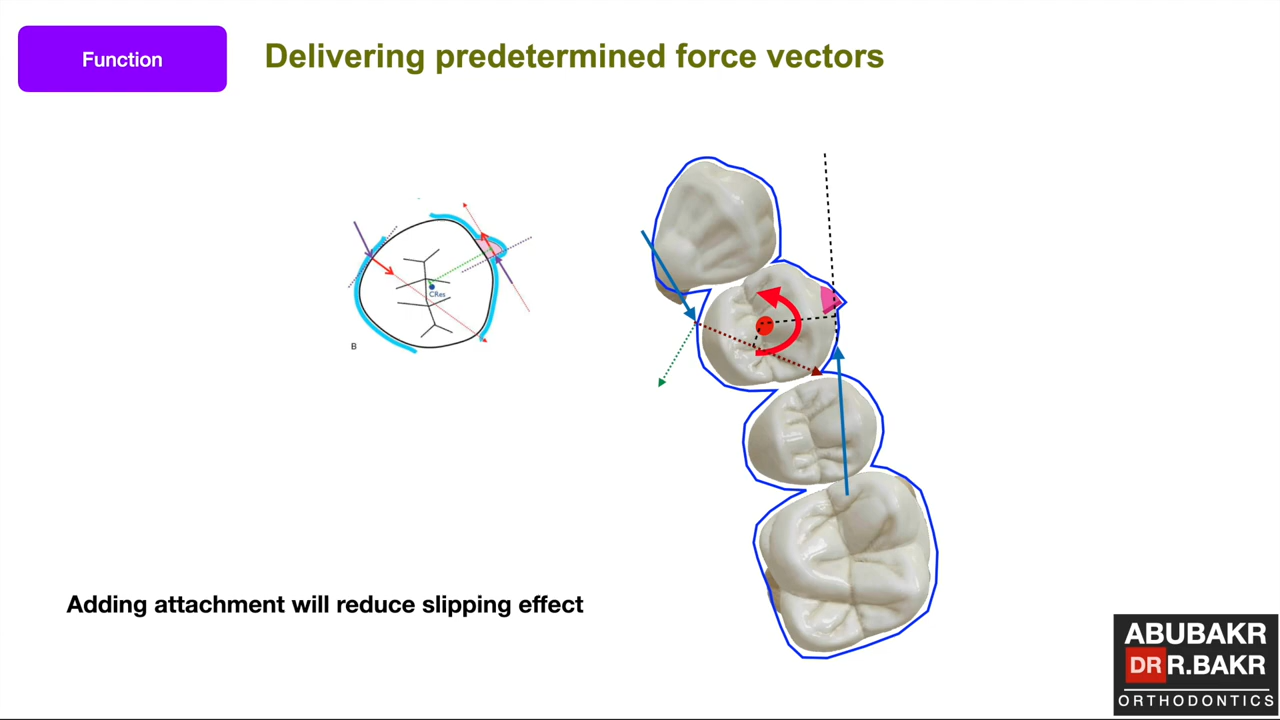 Function
Delivering predetermined force vectors
CRes
B
Adding attachment will reduce slipping effect
ABUBAKR
DR R.BAKR
ORTHODONTICS